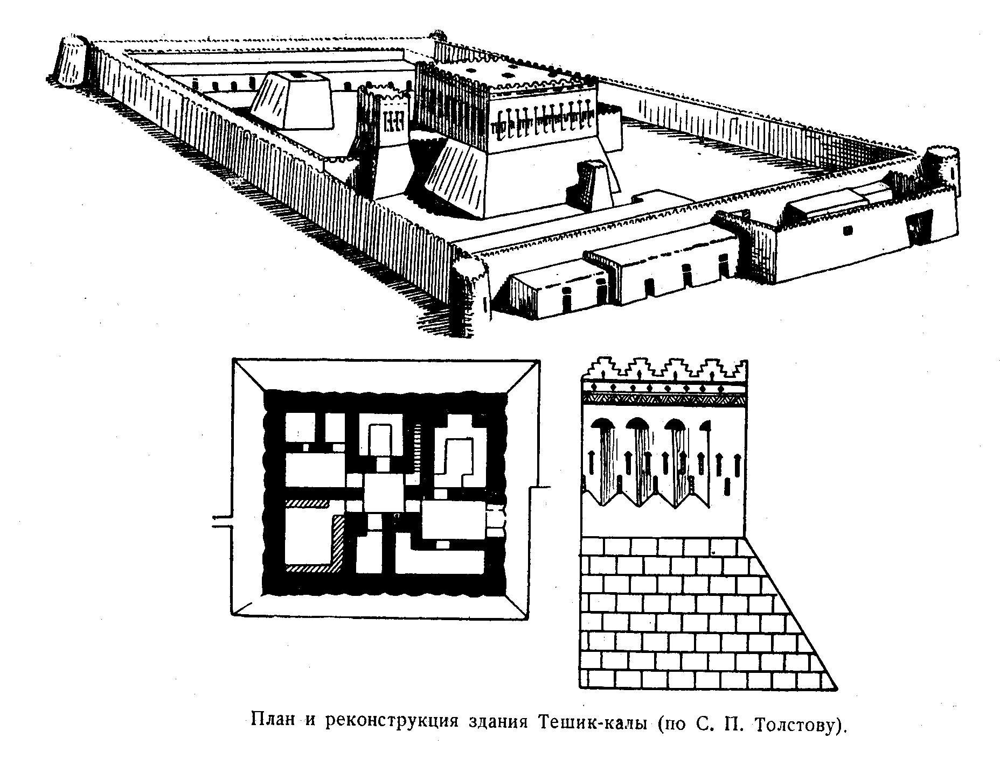 План и реконструкция здания Тешик-калы (по С. П. Толстову).